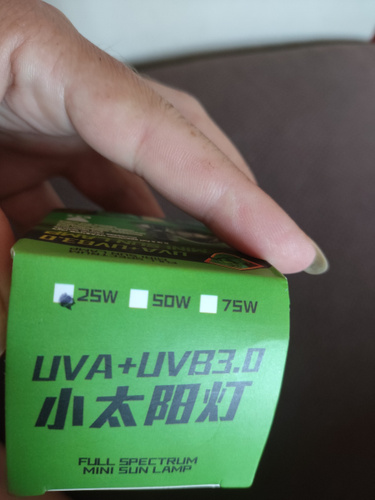 25W 50W 75W
UVA+UVB3.0
小太阳灯
FULL SPECTRUM
MINI SUN LAMP